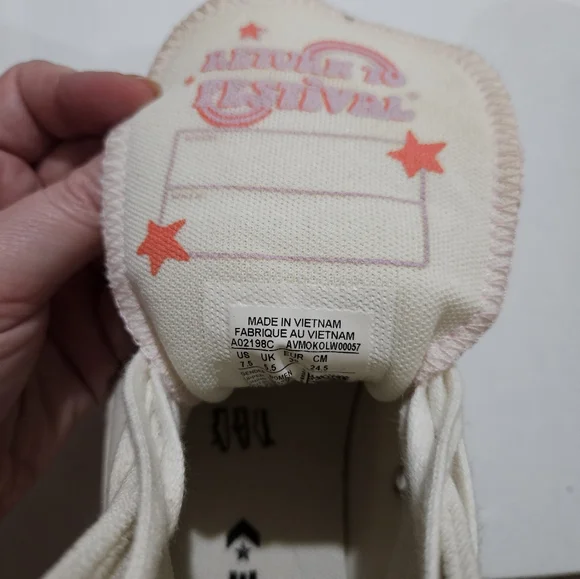 RETURN TO
FESTIVAL
MADE IN VIETNAM
FABRIQUE AU VIETNAM
A02198C AVMOKOLW00057
US UK EUR CM
7.5 5.5 24.5